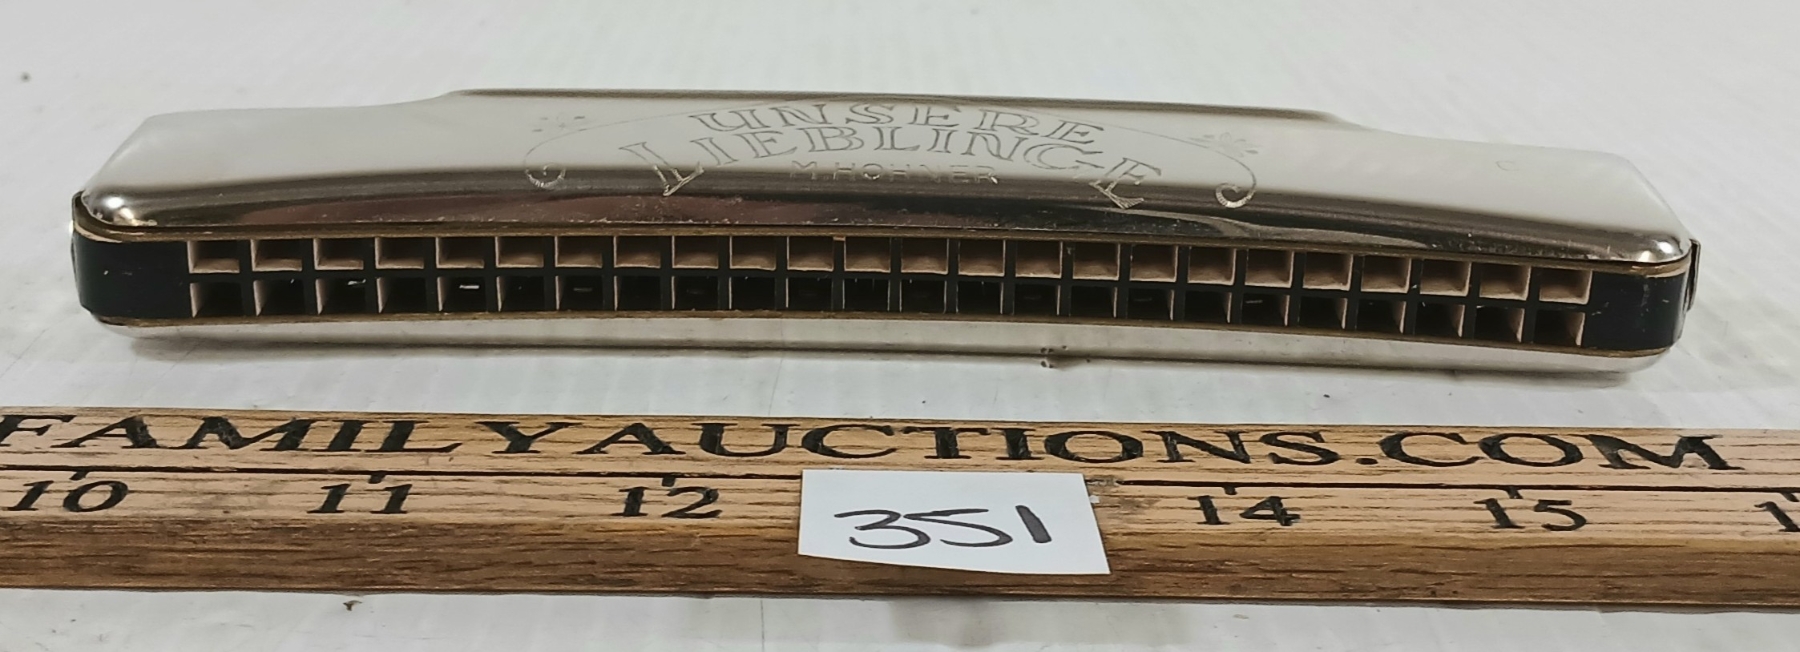 UNSERE
LIEBLINGE
M. HOHNER
FAMILYAUCTIONS.COM
10 11 12 14 15
351